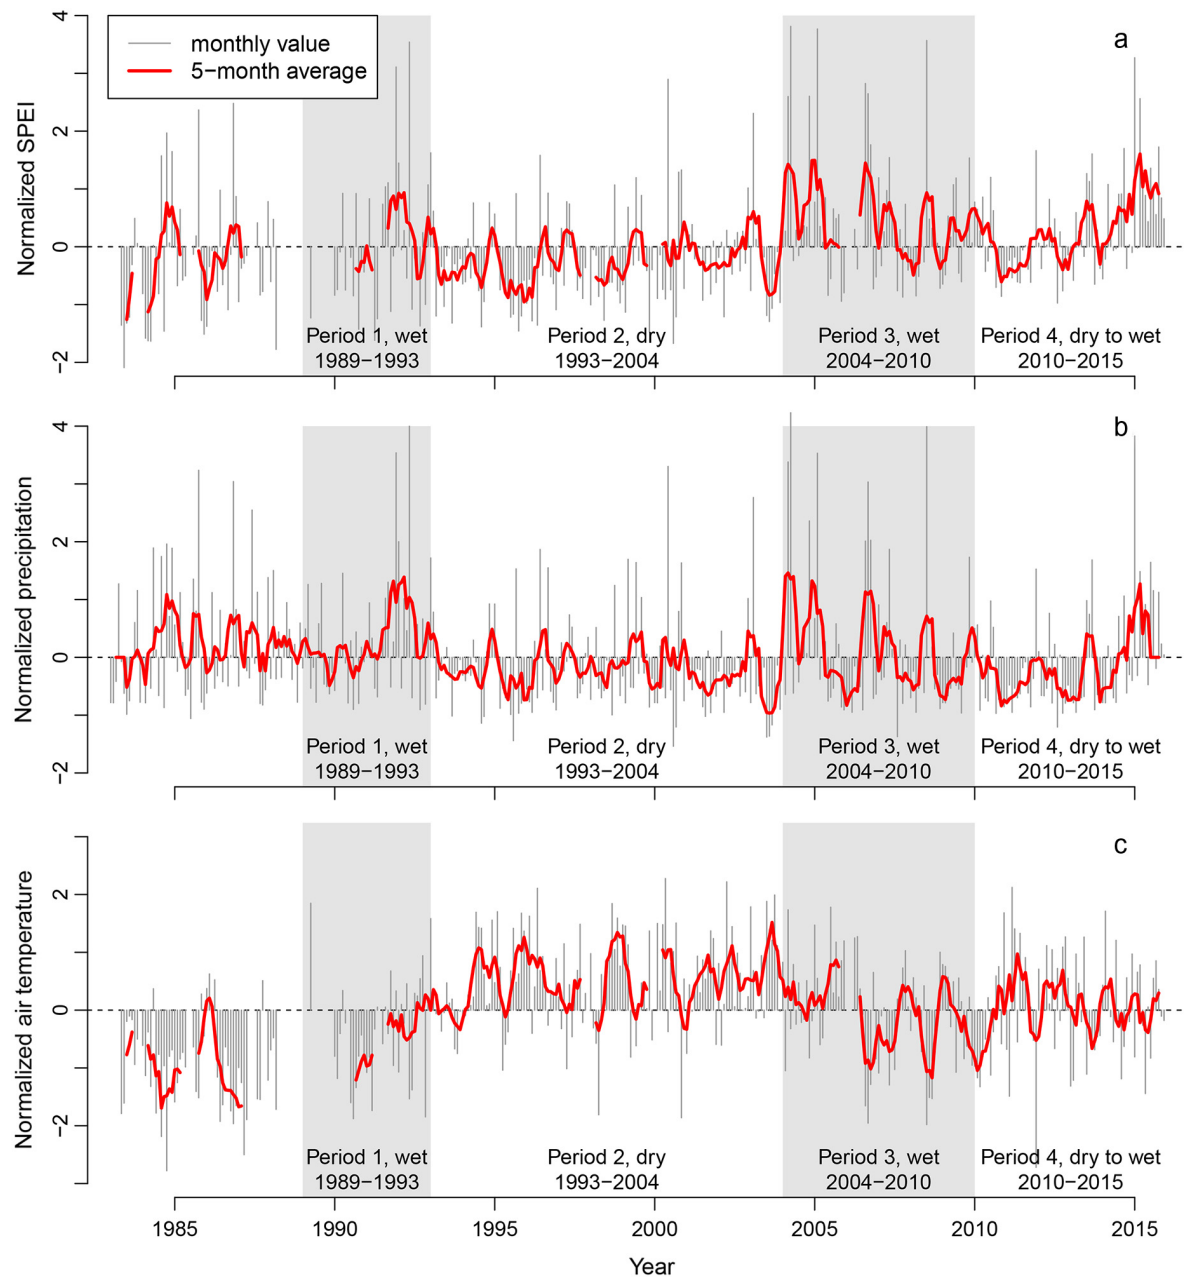 monthly value
5−month average
a
Normalized SPEI
4
2
0
−2
Period 1, wet
1989−1993
Period 2, dry
1993−2004
Period 3, wet
2004−2010
Period 4, dry to wet
2010−2015
b
Normalized precipitation
4
2
0
−2
Period 1, wet
1989−1993
Period 2, dry
1993−2004
Period 3, wet
2004−2010
Period 4, dry to wet
2010−2015
c
Normalized air temperature
2
0
−2
Period 1, wet
1989−1993
Period 2, dry
1993−2004
Period 3, wet
2004−2010
Period 4, dry to wet
2010−2015
1985
1990
1995
2000
2005
2010
2015
Year